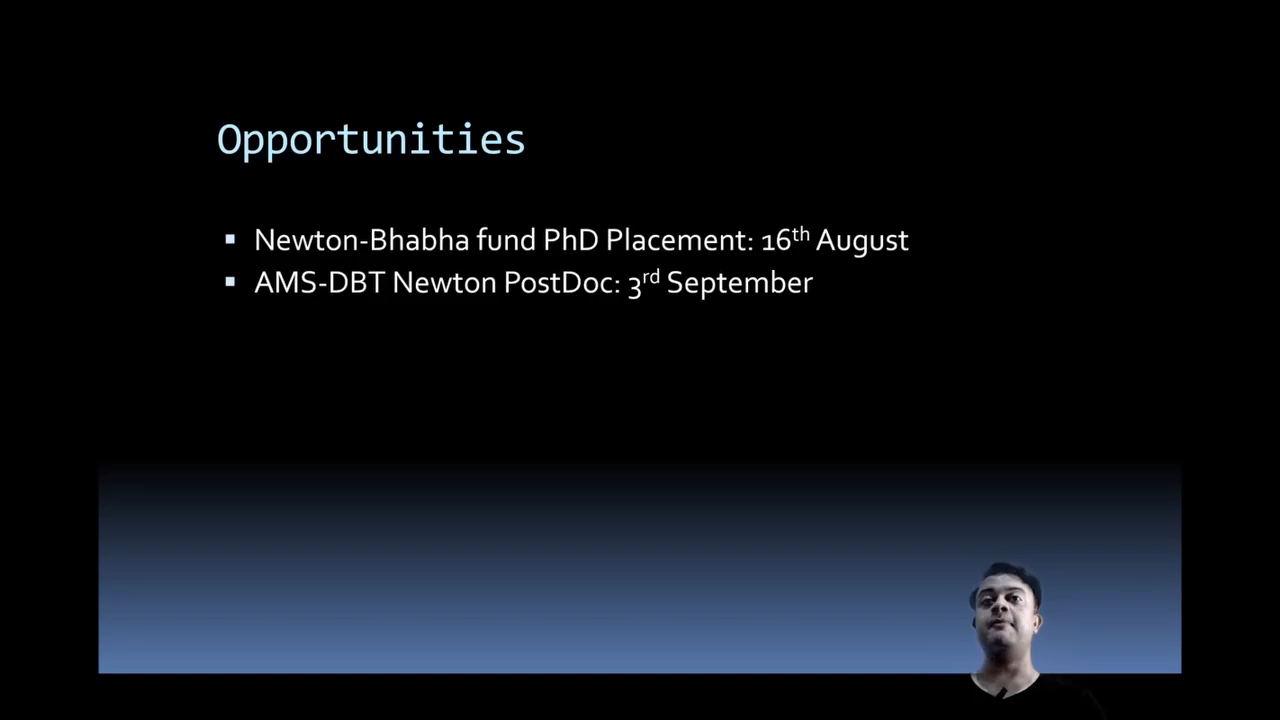 Opportunities
▪ Newton-Bhabha fund PhD Placement: 16th August
▪ AMS-DBT Newton PostDoc: 3rd September